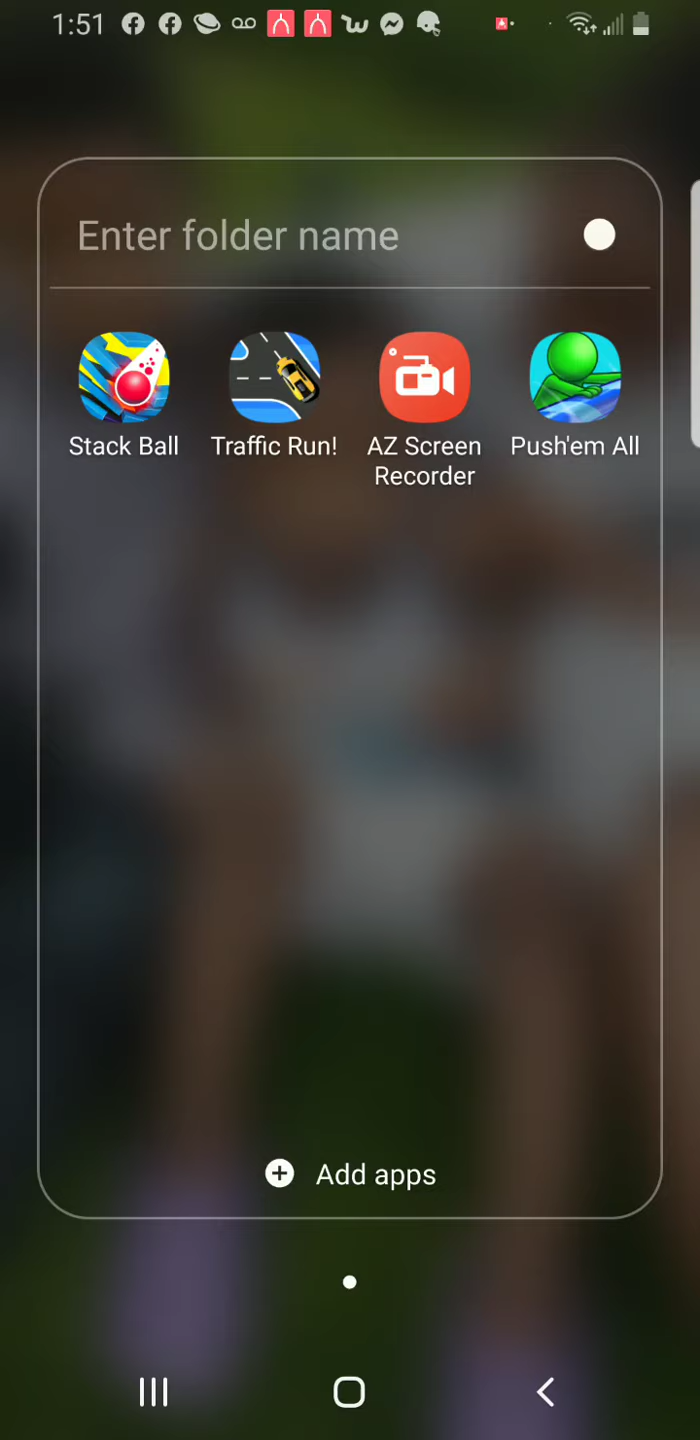 1:51
Enter folder name
Stack Ball
Traffic Run!
AZ Screen
Recorder
Push'em All
Add apps